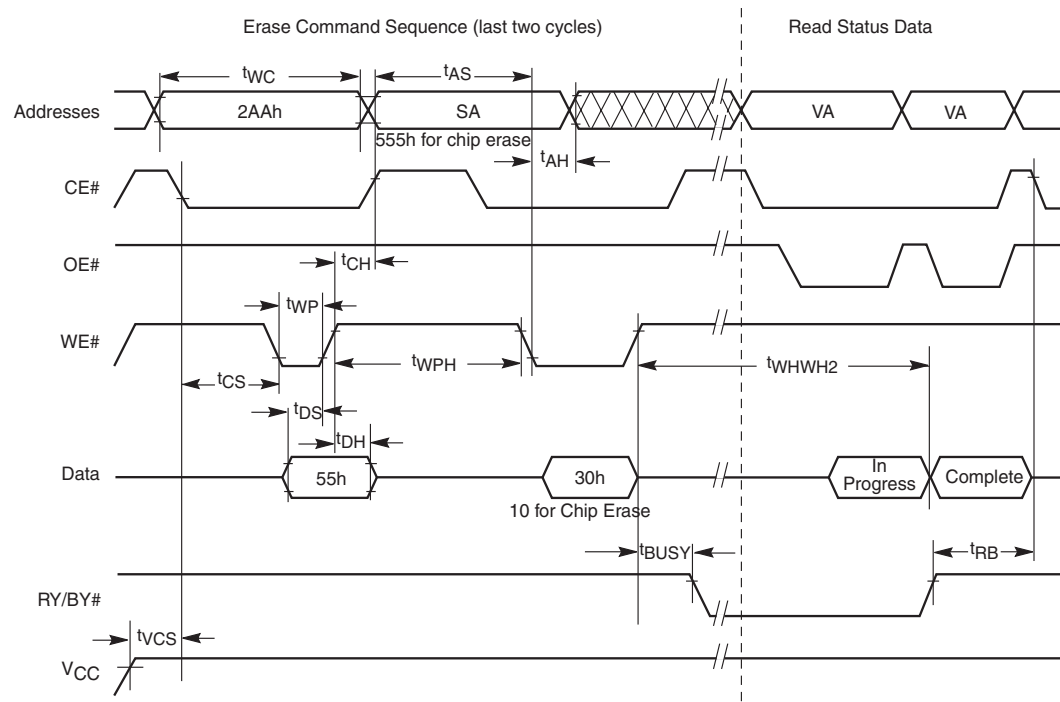 Erase Command Sequence (last two cycles)
Read Status Data
tWC
tAS
Addresses
2AAh
SA
VA
VA
555h for chip erase
tAH
CE#
OE#
tCH
tWP
WE#
tWPH
tWHWH2
tCS
tDS
tDH
Data
55h
30h
In
Progress
Complete
10 for Chip Erase
tBUSY
tRB
RY/BY#
tVCS
VCC